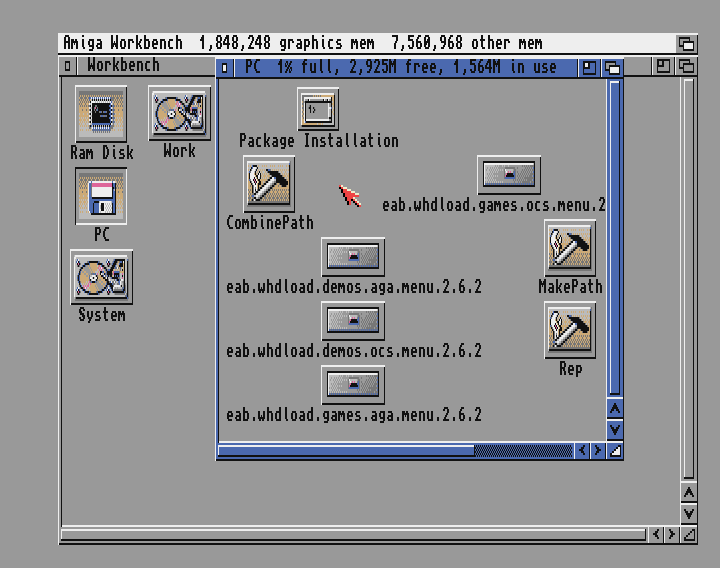 Amiga Workbench  1,848,248 graphics mem  7,560,968 other mem
Workbench
PC  1% full, 2,925M free, 1,564M in use
Ram Disk
Work
PC
System
Package Installation
CombinePath
eab.whdload.games.ocs.menu.2
eab.whdload.demos.aga.menu.2.6.2
MakePath
eab.whdload.demos.ocs.menu.2.6.2
Rep
eab.whdload.games.aga.menu.2.6.2